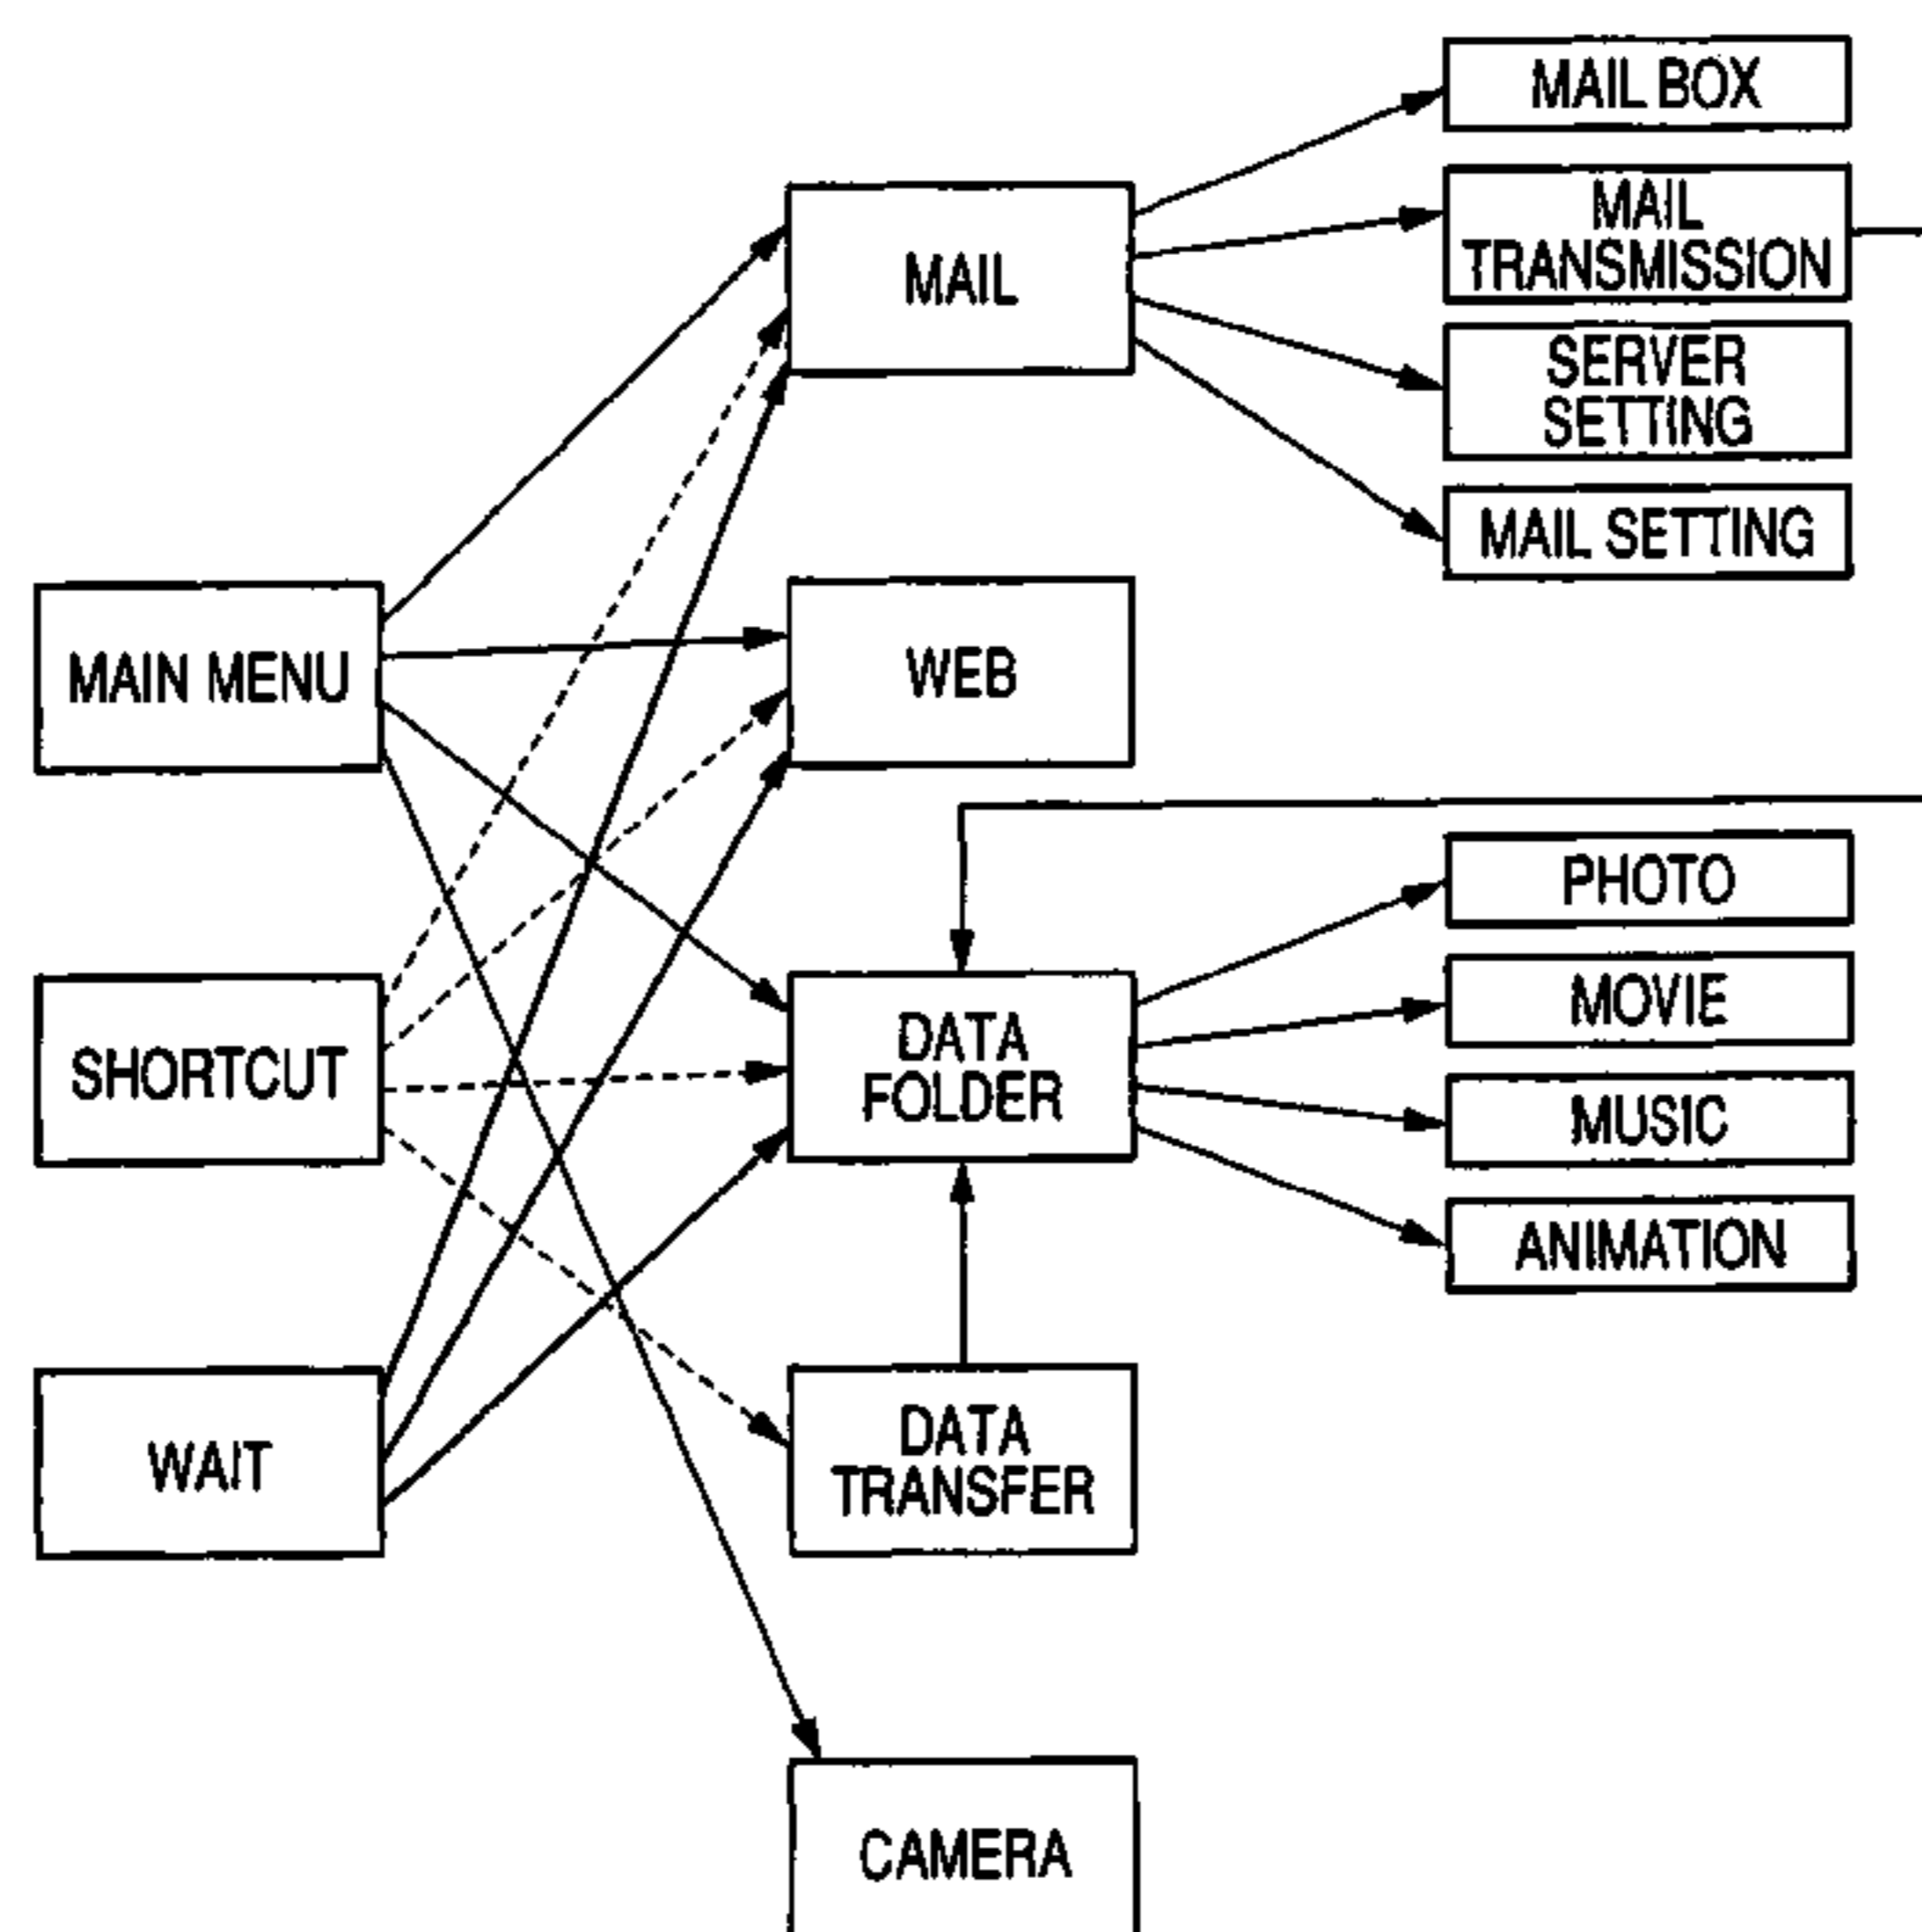 MAIL BOX
MAIL
TRANSMISSION
MAIL
SERVER
SETTING
MAIL SETTING
MAIN MENU
WEB
PHOTO
MOVIE
SHORTCUT
DATA
FOLDER
MUSIC
ANIMATION
WAIT
DATA
TRANSFER
CAMERA